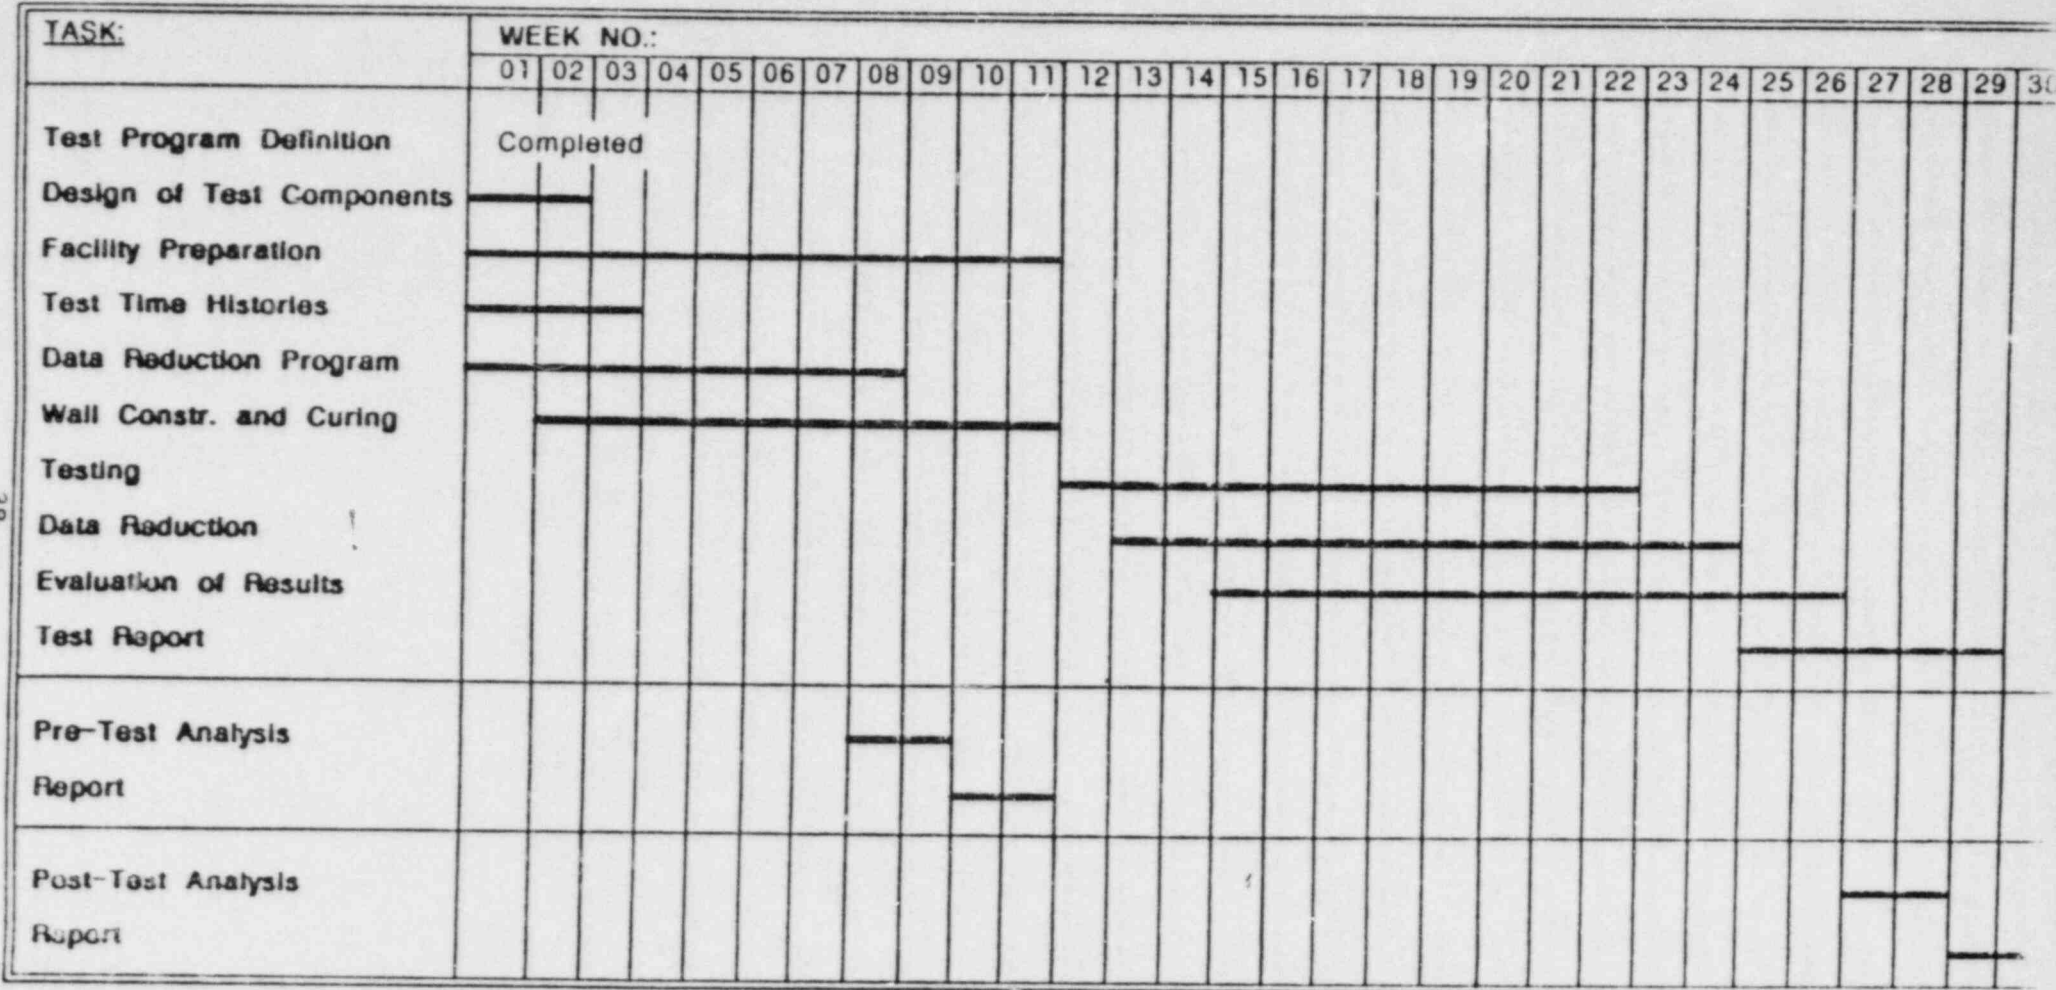 TASK:
WEEK NO.:
01 02 03 04 05 06 07 08 09 10 11 12 13 14 15 16 17 18 19 20 21 22 23 24 25 26 27 28 29
Test Program Definition Completed
Design of Test Components
Facility Preparation
Test Time Histories
Data Reduction Program
Wall Constr. and Curing
Testing
Data Reduction
Evaluation of Results
Test Report
Pre-Test Analysis
Report
Post-Test Analysis
Report